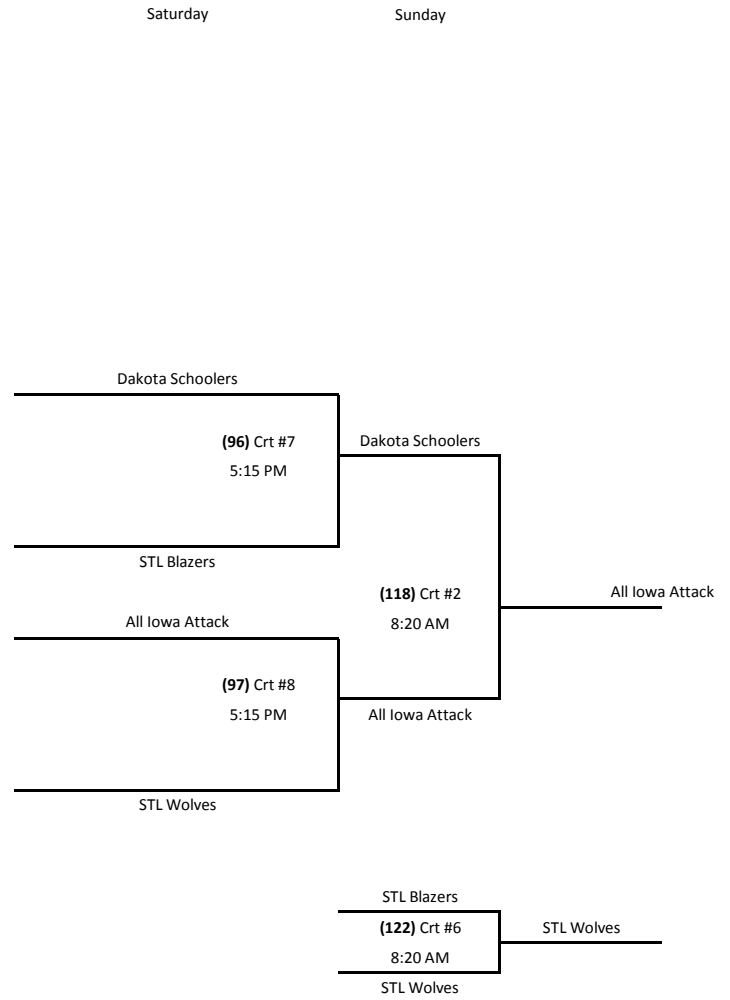 Saturday
Sunday
Dakota Schoolers
(96) Crt #7
Dakota Schoolers
5:15 PM
STL Blazers
(118) Crt #2
All Iowa Attack
All Iowa Attack
8:20 AM
(97) Crt #8
5:15 PM
All Iowa Attack
STL Wolves
STL Blazers
(122) Crt #6
STL Wolves
8:20 AM
STL Wolves